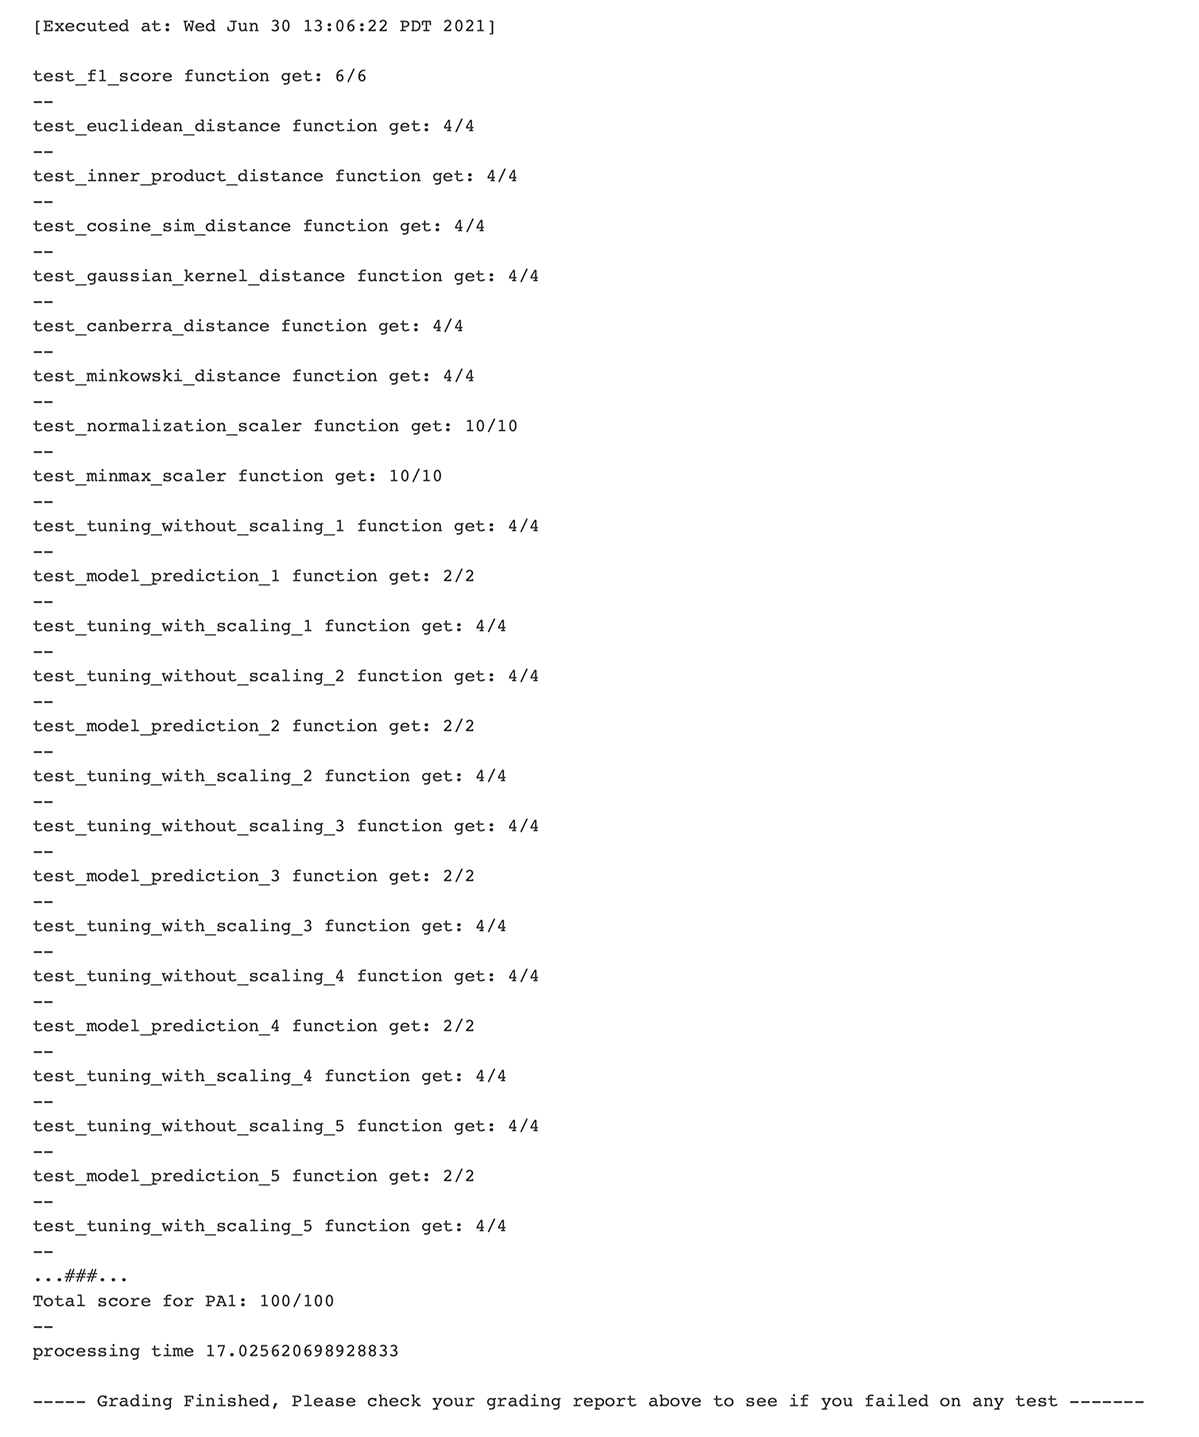 [Executed at: Wed Jun 30 13:06:22 PDT 2021]
test_f1_score function get: 6/6
--
test_euclidean_distance function get: 4/4
--
test_inner_product_distance function get: 4/4
--
test_cosine_sim_distance function get: 4/4
--
test_gaussian_kernel_distance function get: 4/4
--
test_canberra_distance function get: 4/4
--
test_minkowski_distance function get: 4/4
--
test_normalization_scaler function get: 10/10
--
test_minmax_scaler function get: 10/10
--
test_tuning_without_scaling_1 function get: 4/4
--
test_model_prediction_1 function get: 2/2
--
test_tuning_with_scaling_1 function get: 4/4
--
test_tuning_without_scaling_2 function get: 4/4
--
test_model_prediction_2 function get: 2/2
--
test_tuning_with_scaling_2 function get: 4/4
--
test_tuning_without_scaling_3 function get: 4/4
--
test_model_prediction_3 function get: 2/2
--
test_tuning_with_scaling_3 function get: 4/4
--
test_tuning_without_scaling_4 function get: 4/4
--
test_model_prediction_4 function get: 2/2
--
test_tuning_with_scaling_4 function get: 4/4
--
test_tuning_without_scaling_5 function get: 4/4
--
test_model_prediction_5 function get: 2/2
--
test_tuning_with_scaling_5 function get: 4/4
--
...###...
Total score for PA1: 100/100
--
processing time 17.025620698928833
----- Grading Finished, Please check your grading report above to see if you failed on any test -------